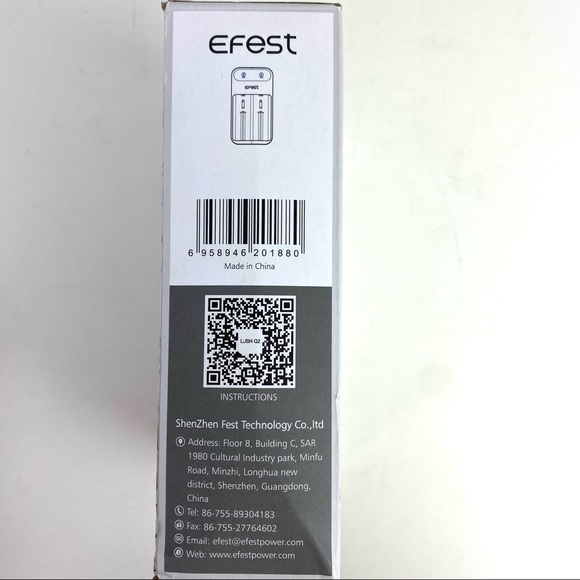 EFEST
EFEST
6 958946 201880
Made in China
LUSH Q2
INSTRUCTIONS
ShenZhen Fest Technology Co.,ltd
Address: Floor 8, Building C, SAR
1980 Cultural Industry park, Minfu
Road, Minzhi, Longhua new
district, Shenzhen, Guangdong,
China
Tel: 86-755-89304183
Fax: 86-755-27764602
Email: efest@efestpower.com
Web: www.efestpower.com